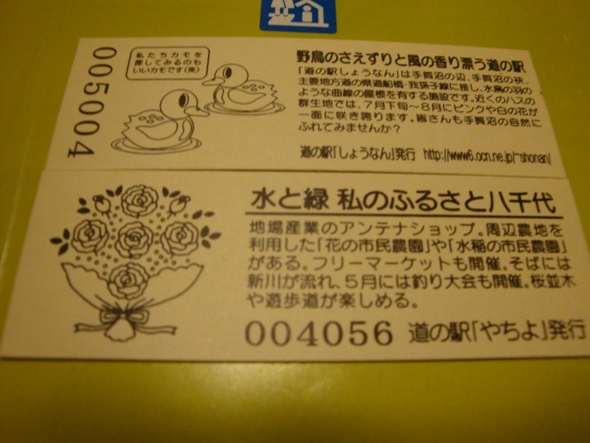 私たちカモを
探してみるのも
いいカモです(笑)
005004
野鳥のさえずりと風の香り漂う道の駅
「道の駅しょうなん」は手賀沼の辺、手賀沼の袂、
主要地方道の県道船橋・我孫子線に接し、水鳥の羽の
ような曲線の屋根を有する施設です。近くのハスの
群生地では、7月下旬～8月にピンクや白の花が
一面に咲き誇ります。皆さんも手賀沼の自然に
ふれてみませんか?
道の駅「しょうなん」発行 http://www6.ocn.ne.jp/~shonan/
水と緑 私のふるさと八千代
地場産業のアンテナショップ。周辺農地を
利用した「花の市民農園」や「水稲の市民農園」
がある。フリーマーケットも開催。そばには
新川が流れ、5月には釣り大会も開催。桜並木
や遊歩道が楽しめる。
004056 道の駅「やちよ」発行